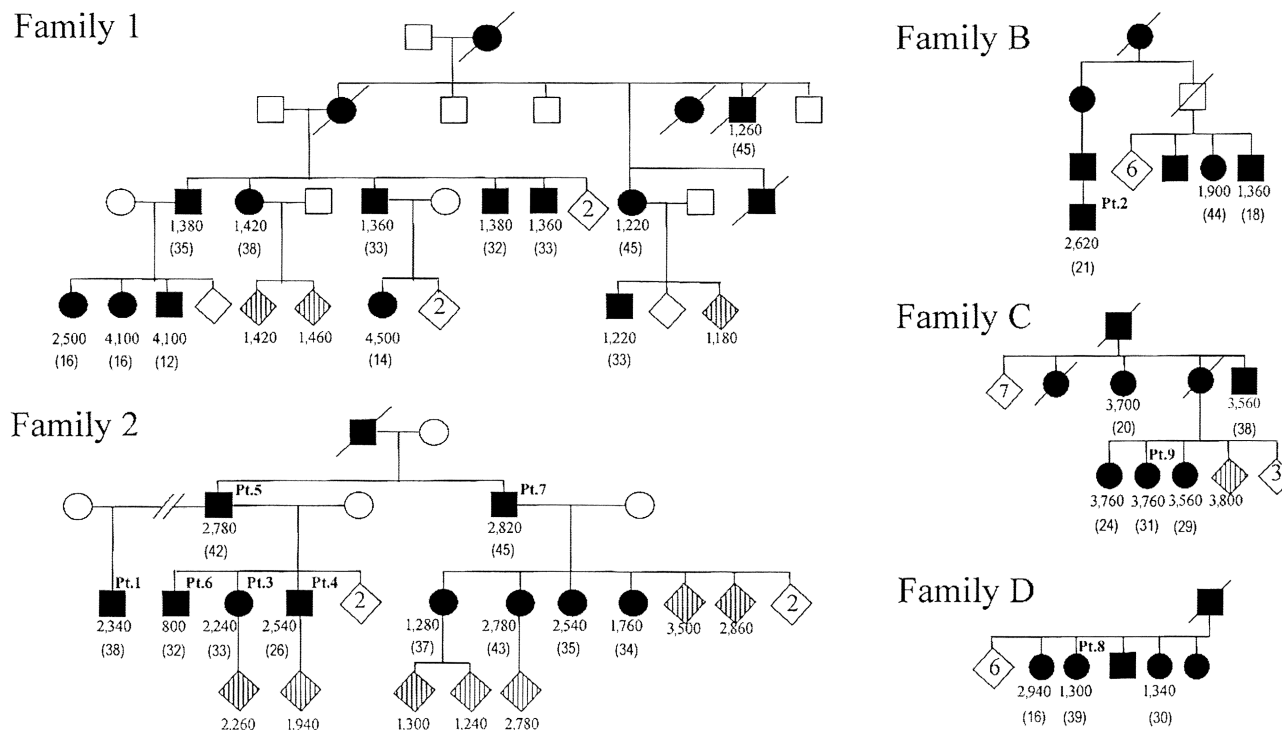 Family 1
1,260
(45)
2
1,380 1,420 1,360 1,380 1,360 1,220
(35) (38) (33) (32) (33) (45)
2
2,500 4,100 4,100 1,420 1,460 4,500 1,220 1,180
(16) (16) (12) (14) (33)
Family 2
Pt.5 Pt.7
2,780 2,820
(42) (45)
Pt.1 Pt.6 Pt.3 Pt.4
2 2
2,340 800 2,240 2,540 1,280 2,780 2,540 1,760 3,500 2,860
(38) (32) (33) (26) (37) (43) (35) (34)
2,260 1,940 1,300 1,240 2,780
Family B
6
1,900 1,360
(44) (18)
Pt.2
2,620
(21)
Family C
7
3,700 3,560
(20) (38)
Pt.9
3
3,760 3,760 3,560 3,800
(24) (31) (29)
Family D
Pt.8
6
2,940 1,300 1,340
(16) (39) (30)